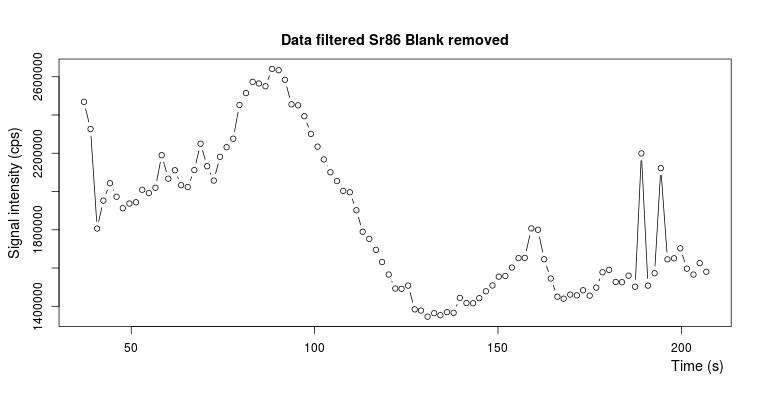 Data filtered Sr86 Blank removed
Signal intensity (cps)
2600000
2200000
1800000
1400000
50 100 150 200
Time (s)